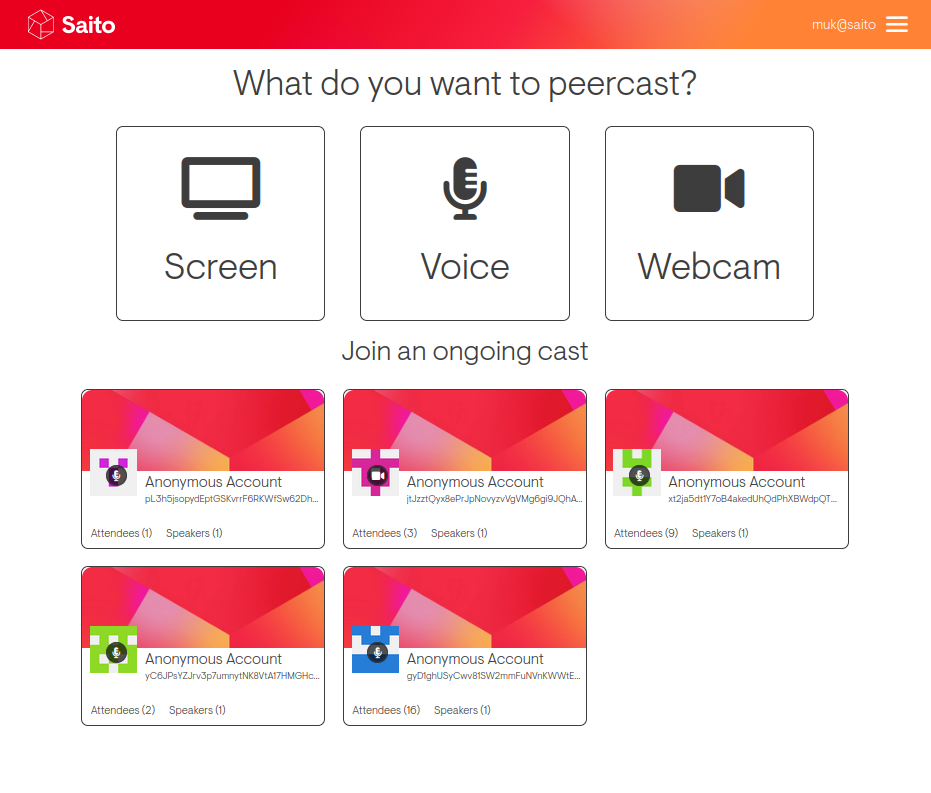 Saito
muk@saito
What do you want to peercast?
Screen
Voice
Webcam
Join an ongoing cast
Anonymous Account
pL3h5jsopydEptGSKvrrF6RKWfSw62Dh...
Attendees (1) Speakers (1)
Anonymous Account
jtJzztQyx8ePrJpNovyzvVgVMg6gi9JQhA...
Attendees (3) Speakers (1)
Anonymous Account
xt2ja5dt1Y7oB4akedUhQdPhXBWdpQT...
Attendees (9) Speakers (1)
Anonymous Account
yC6JPsYZJrv3p7umnytNK8VtA17HMGHc...
Attendees (2) Speakers (1)
Anonymous Account
gyD1ghUSyCwv81SW2mmFuNVnKWWtE...
Attendees (16) Speakers (1)